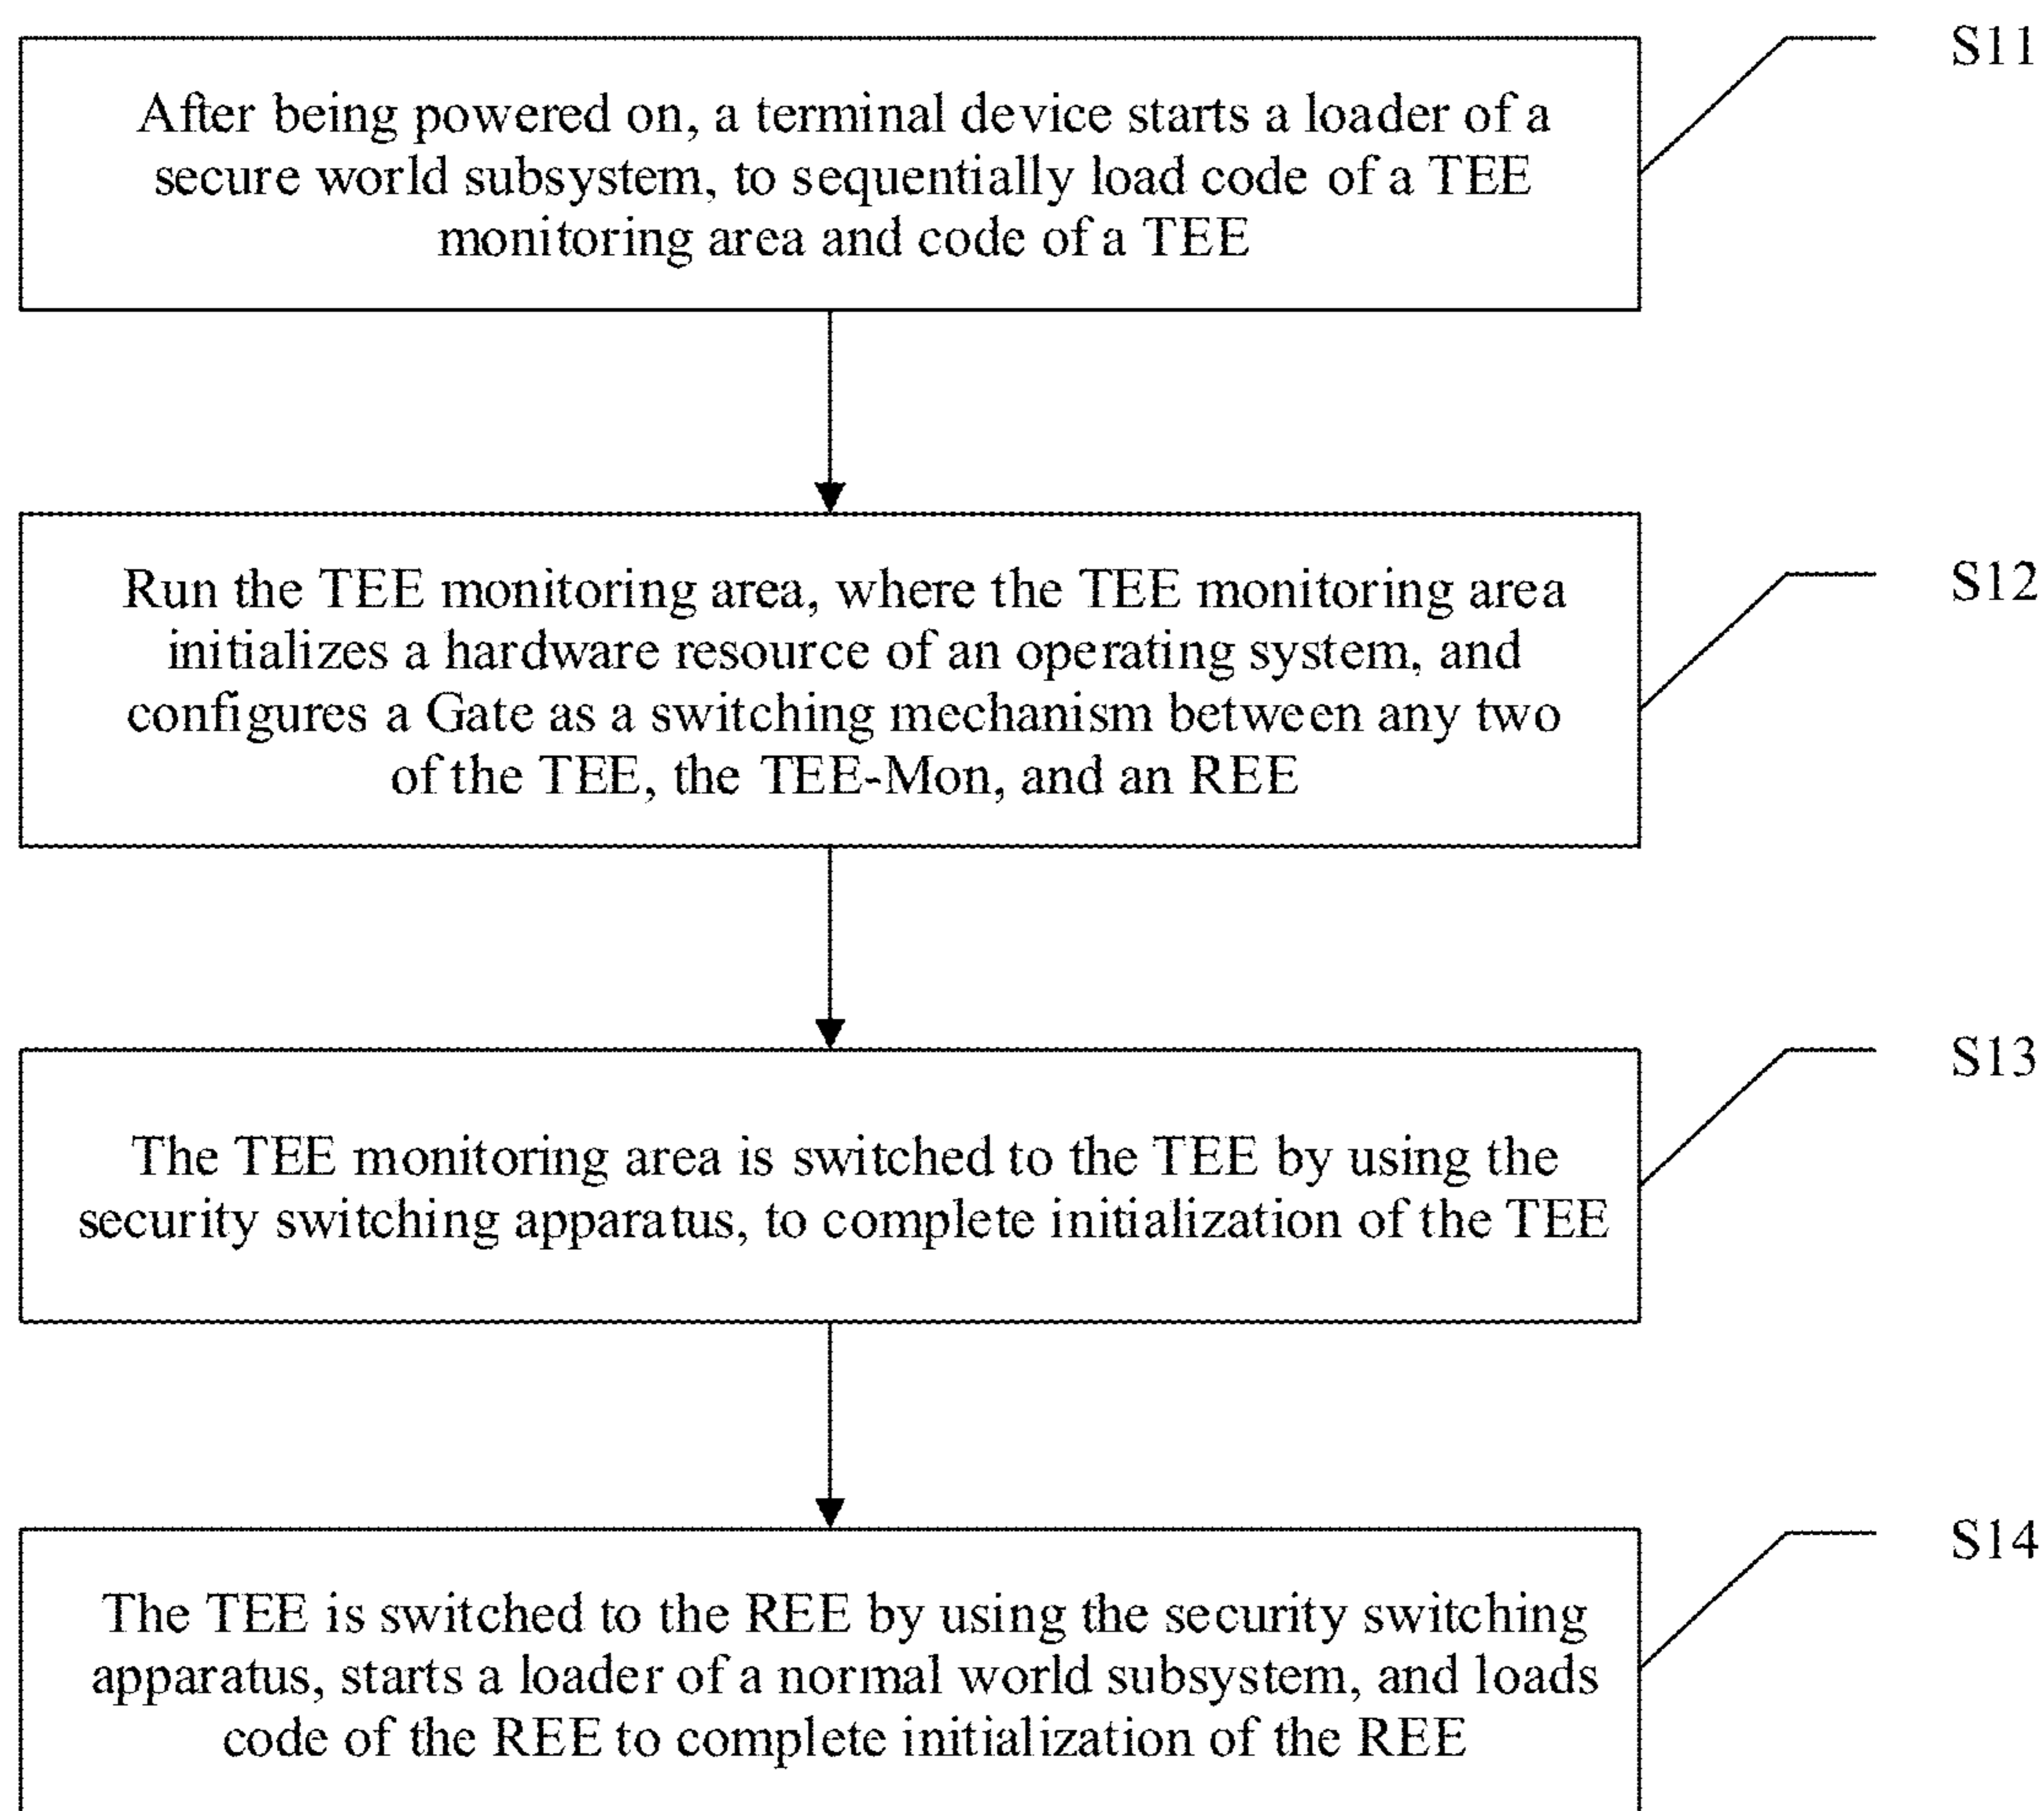 S11
After being powered on, a terminal device starts a loader of a
secure world subsystem, to sequentially load code of a TEE
monitoring area and code of a TEE
S12
Run the TEE monitoring area, where the TEE monitoring area
initializes a hardware resource of an operating system, and
configures a Gate as a switching mechanism between any two
of the TEE, the TEE-Mon, and an REE
S13
The TEE monitoring area is switched to the TEE by using the
security switching apparatus, to complete initialization of the TEE
S14
The TEE is switched to the REE by using the security switching
apparatus, starts a loader of a normal world subsystem, and loads
code of the REE to complete initialization of the REE